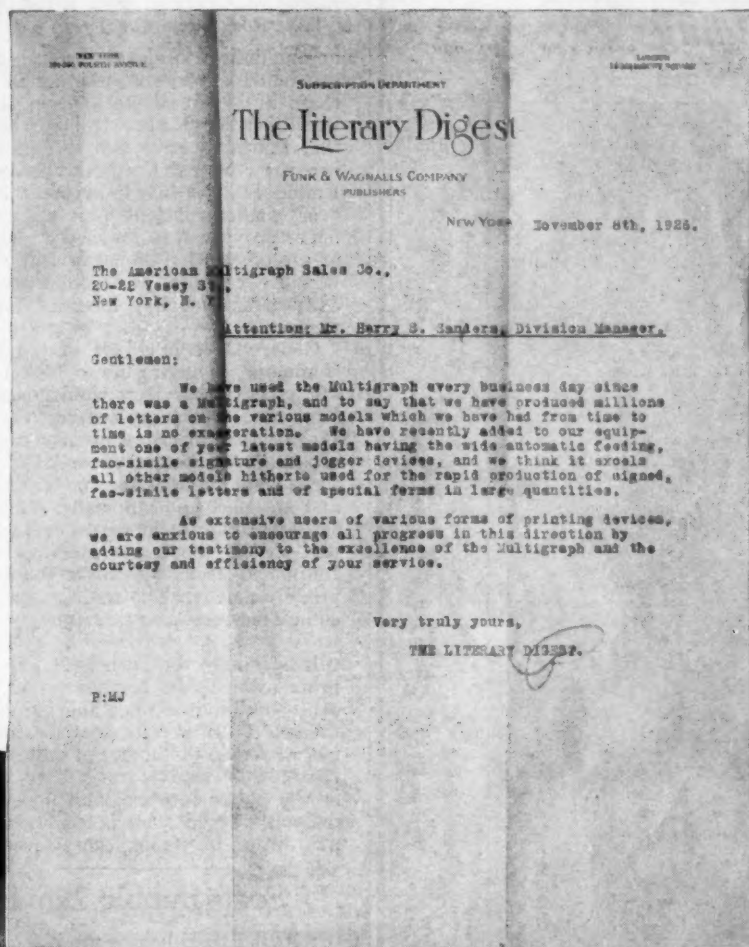 NEW YORK
FOURTH AVENUE
LONDON
SUBSCRIPTION DEPARTMENT
The Literary Digest
FUNK & WAGNALLS COMPANY
PUBLISHERS
NEW YORK November 8th, 1926.
The American Multigraph Sales Co.,
20-22 Vesey St.,
New York, N. Y.
Attention: Mr. Harry S. Sanders, Division Manager.
Gentlemen:
We have used the Multigraph every business day since
there was a Multigraph, and to say that we have produced millions
of letters on the various models which we have had from time to
time is no exaggeration. We have recently added to our equip-
ment one of your latest models having the wide automatic feeding,
fac-simile signature and jogger devices, and we think it excels
all other models hitherto used for the rapid production of signed,
fac-simile letters and of special forms in large quantities.
As extensive users of various forms of printing devices,
we are anxious to encourage all progress in this direction by
adding our testimony to the excellence of the Multigraph and the
courtesy and efficiency of your service.
Very truly yours,
THE LITERARY DIGEST.
P:MJ